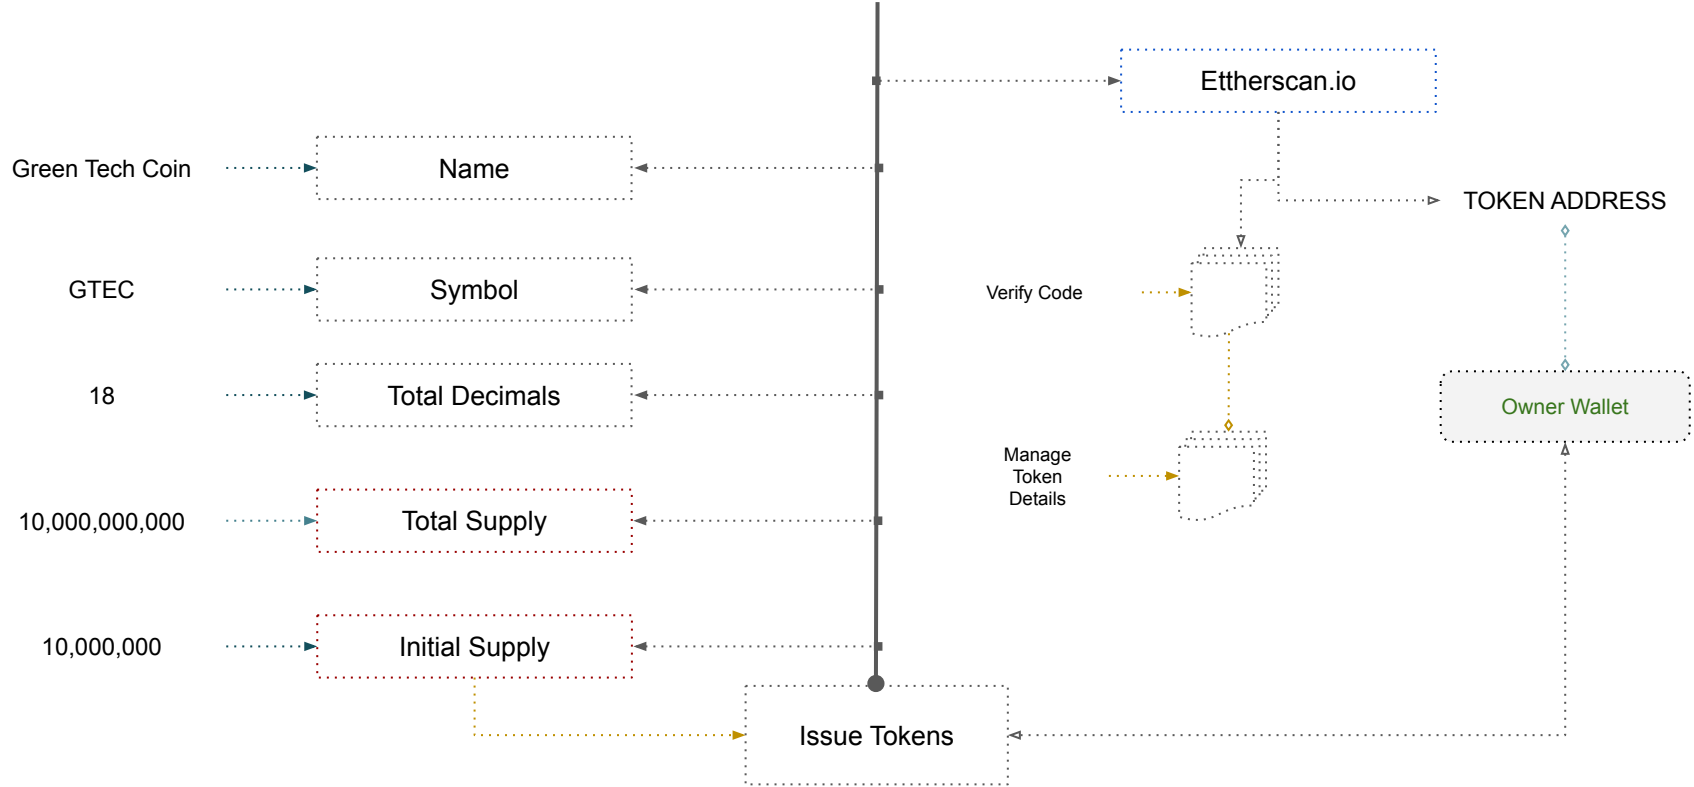 Ettherscan.io
Green Tech Coin
Name
TOKEN ADDRESS
GTEC
Symbol
Verify Code
18
Total Decimals
Owner Wallet
Manage
Token
Details
10,000,000,000
Total Supply
10,000,000
Initial Supply
Issue Tokens